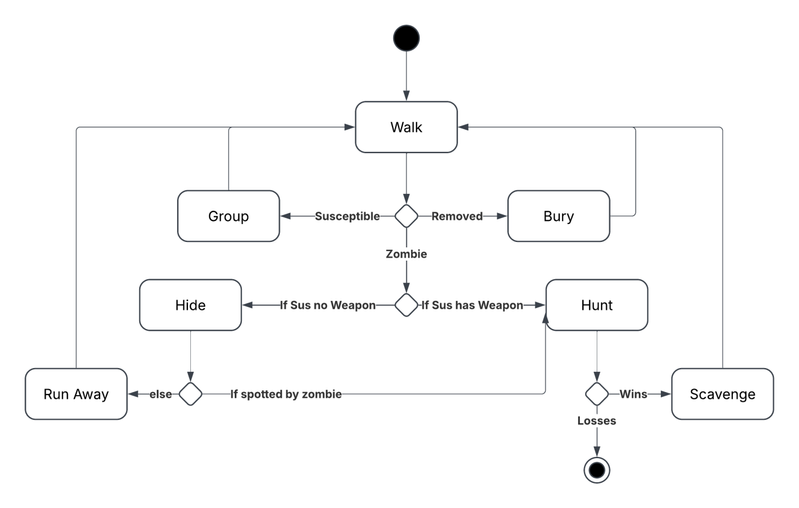 Walk
Group
Susceptible
Removed
Bury
Zombie
Hide
If Sus no Weapon
If Sus has Weapon
Hunt
Run Away
else
If spotted by zombie
Wins
Scavenge
Losses